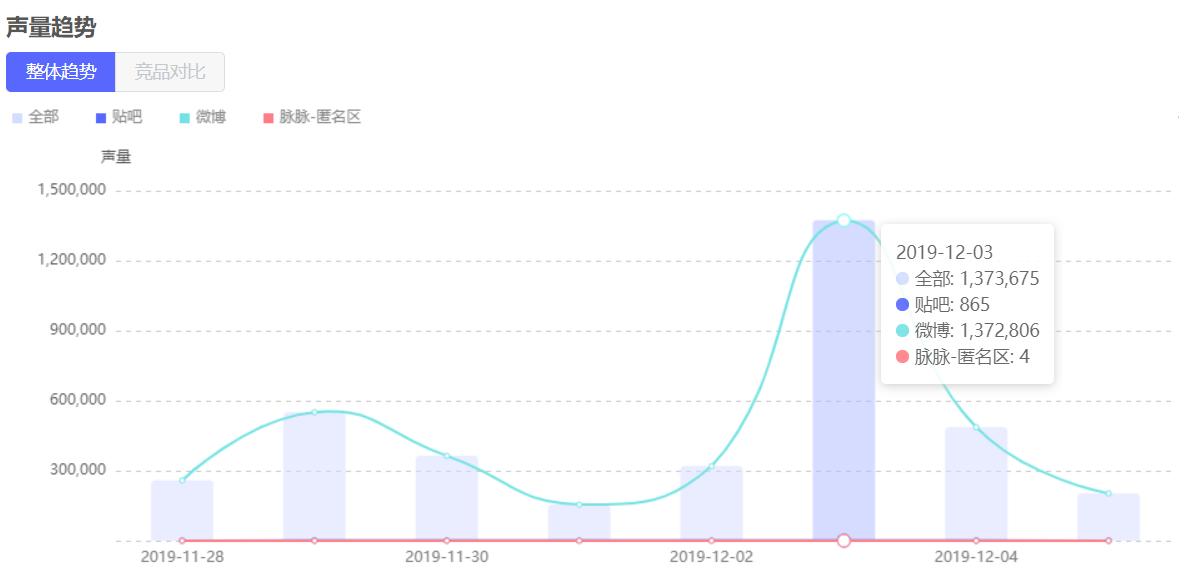 声量趋势
整体趋势 竞品对比
全部 贴吧 微博 脉脉-匿名区
声量
1,500,000
1,200,000
900,000
600,000
300,000
2019-12-03
全部: 1,373,675
贴吧: 865
微博: 1,372,806
脉脉-匿名区: 4
2019-11-28 2019-11-30 2019-12-02 2019-12-04